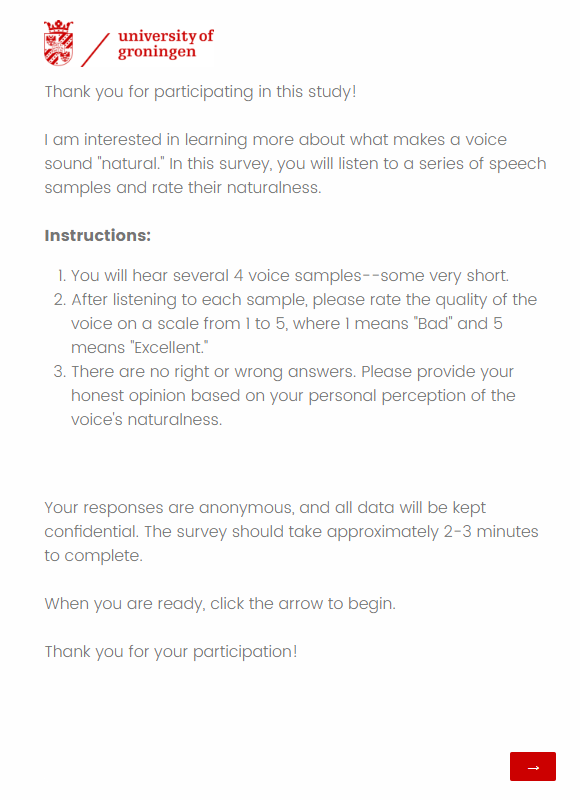 university of
groningen
Thank you for participating in this study!
I am interested in learning more about what makes a voice
sound "natural." In this survey, you will listen to a series of speech
samples and rate their naturalness.
Instructions:
1. You will hear several 4 voice samples--some very short.
2. After listening to each sample, please rate the quality of the
voice on a scale from 1 to 5, where 1 means "Bad" and 5
means "Excellent."
3. There are no right or wrong answers. Please provide your
honest opinion based on your personal perception of the
voice's naturalness.
Your responses are anonymous, and all data will be kept
confidential. The survey should take approximately 2-3 minutes
to complete.
When you are ready, click the arrow to begin.
Thank you for your participation!
→